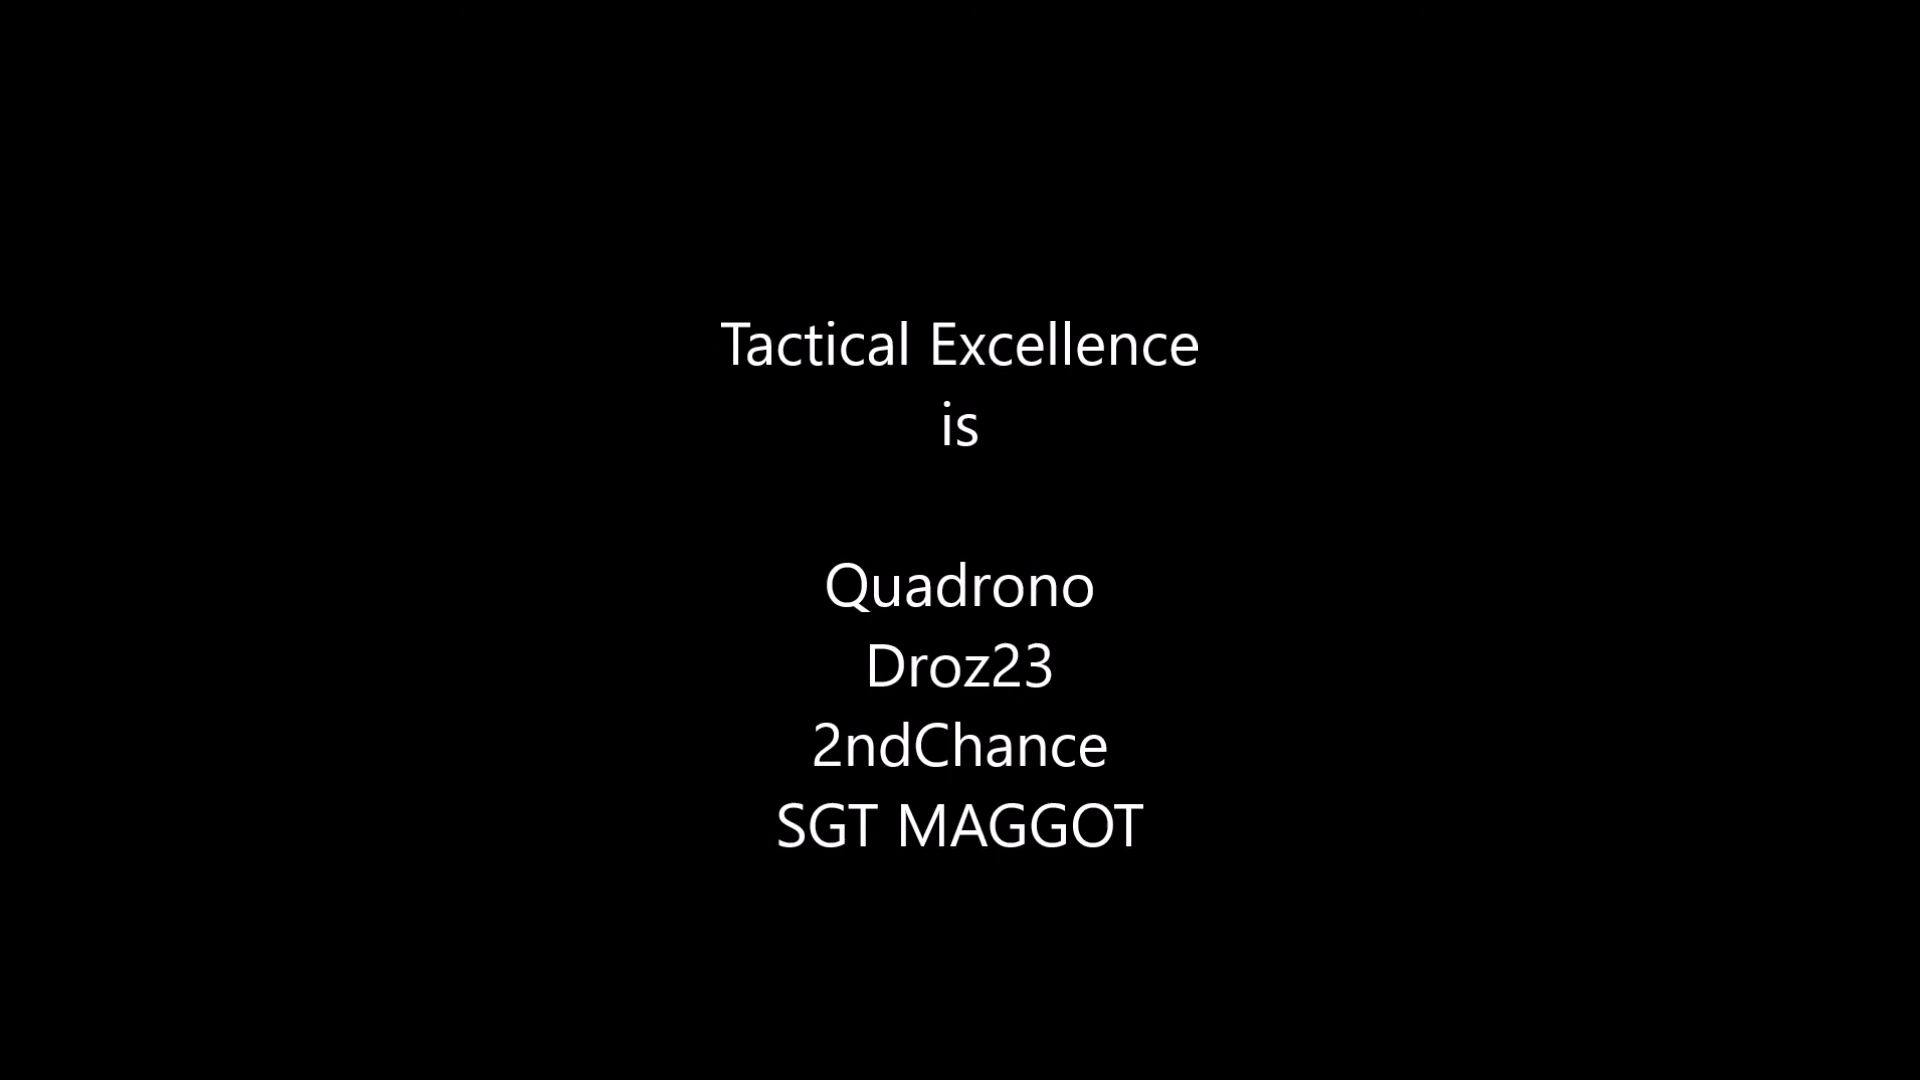 Tactical Excellence
is
Quadrono
Droz23
2ndChance
SGT MAGGOT